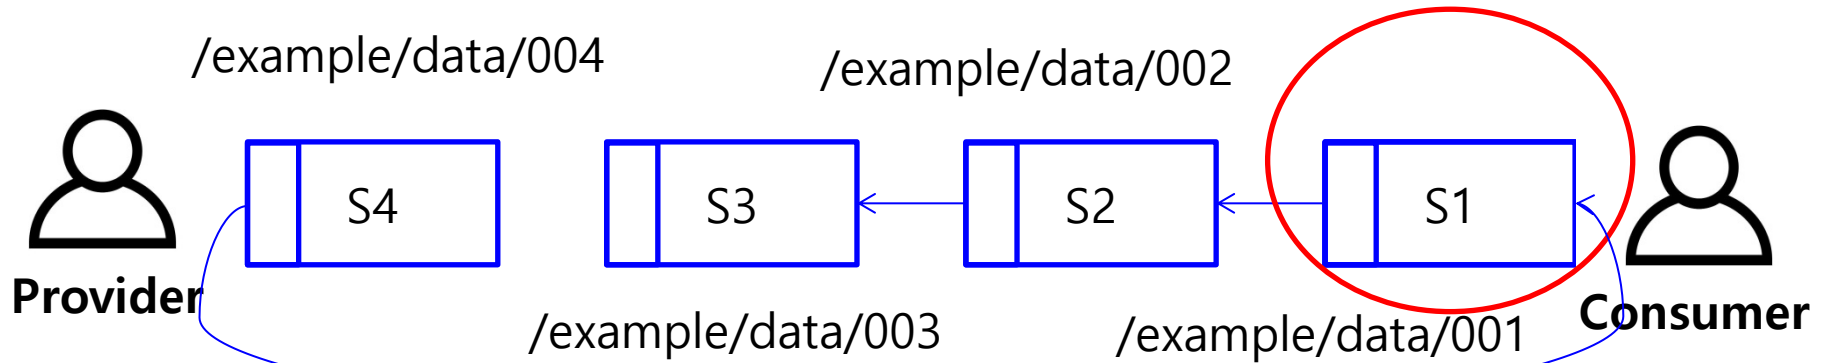 /example/data/004
/example/data/002
S4
S3
S2
S1
Provider
Consumer
/example/data/003
/example/data/001